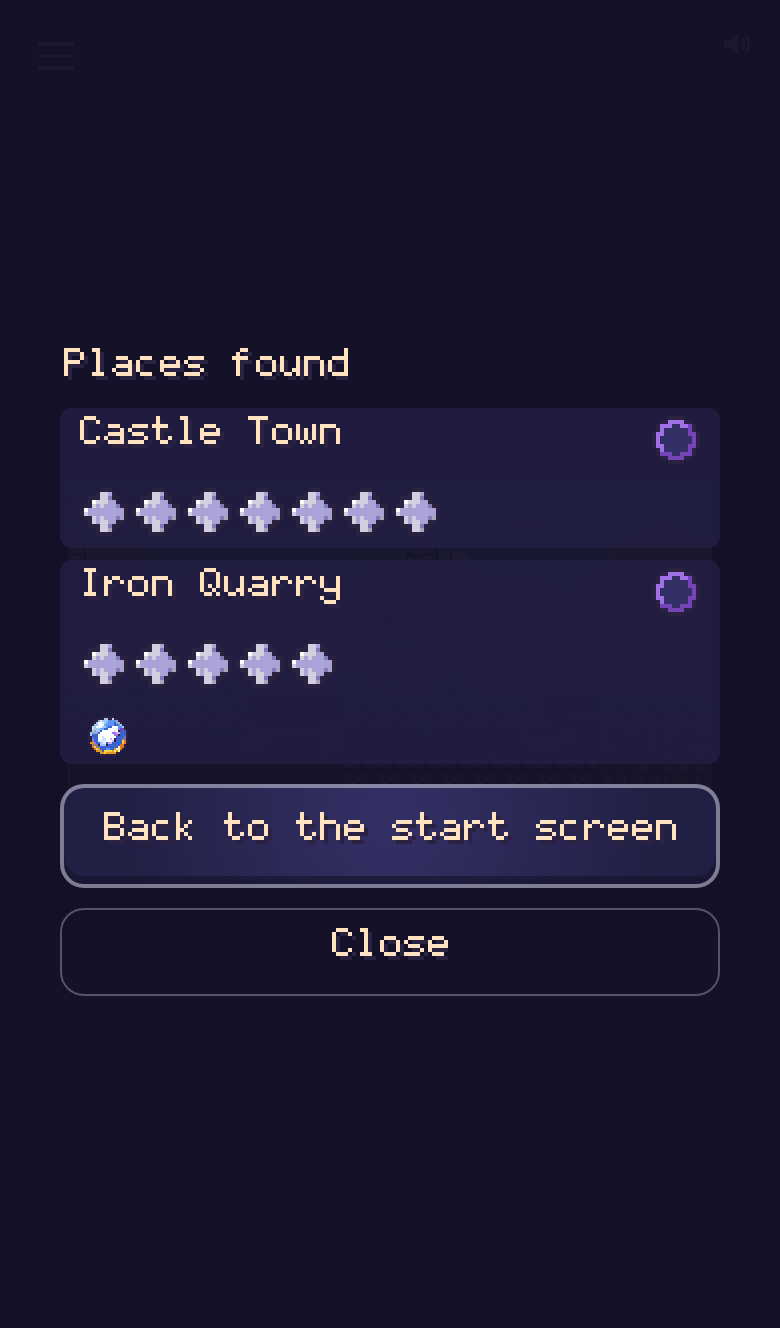 Places found
Castle Town
Iron Quarry
Back to the start screen
Close